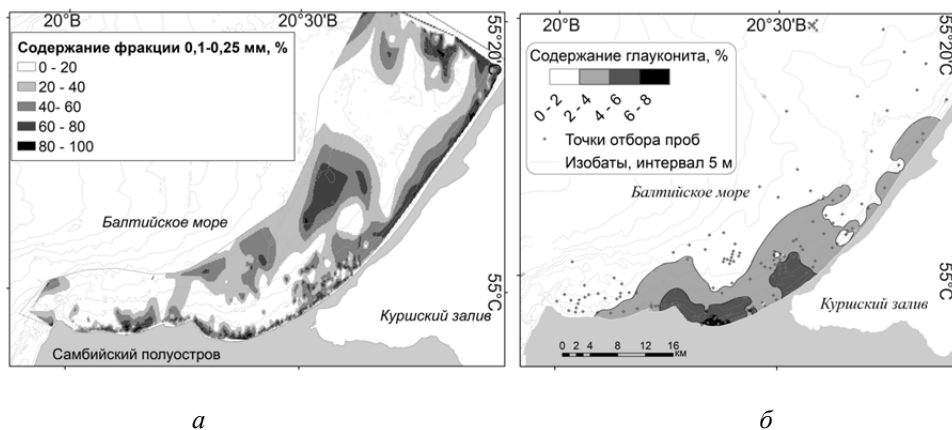 20°В
20°30'В
55°20'С
55°С
Содержание фракции 0,1-0,25 мм, %
0 - 20
20 - 40
40- 60
60 - 80
80 - 100
Балтийское море
Куршский залив
Самбийский полуостров
20°В
20°30'В
55°20'С
55°С
Содержание глауконита, %
0 - 2
2 - 4
4 - 6
6 - 8
Точки отбора проб
Изобаты, интервал 5 м
Балтийское море
Куршский залив
0 2 4 8 12 16
км
а
б